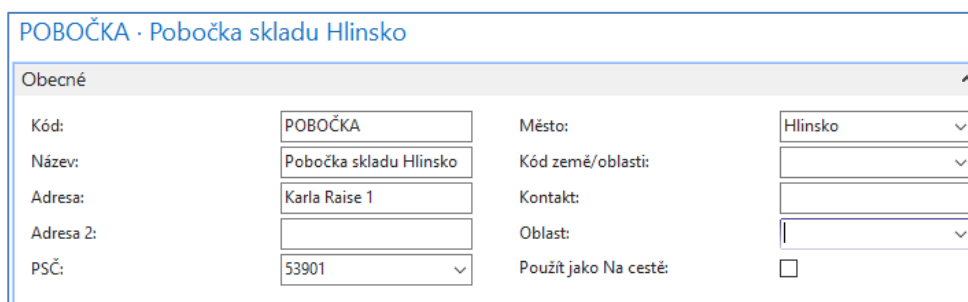 POBOČKA · Pobočka skladu Hlinsko
Obecné
Kód: POBOČKA Město: Hlinsko
Název: Pobočka skladu Hlinsko Kód země/oblasti:
Adresa: Karla Raise 1 Kontakt:
Adresa 2: Oblast:
PSČ: 53901 Použít jako Na cestě: